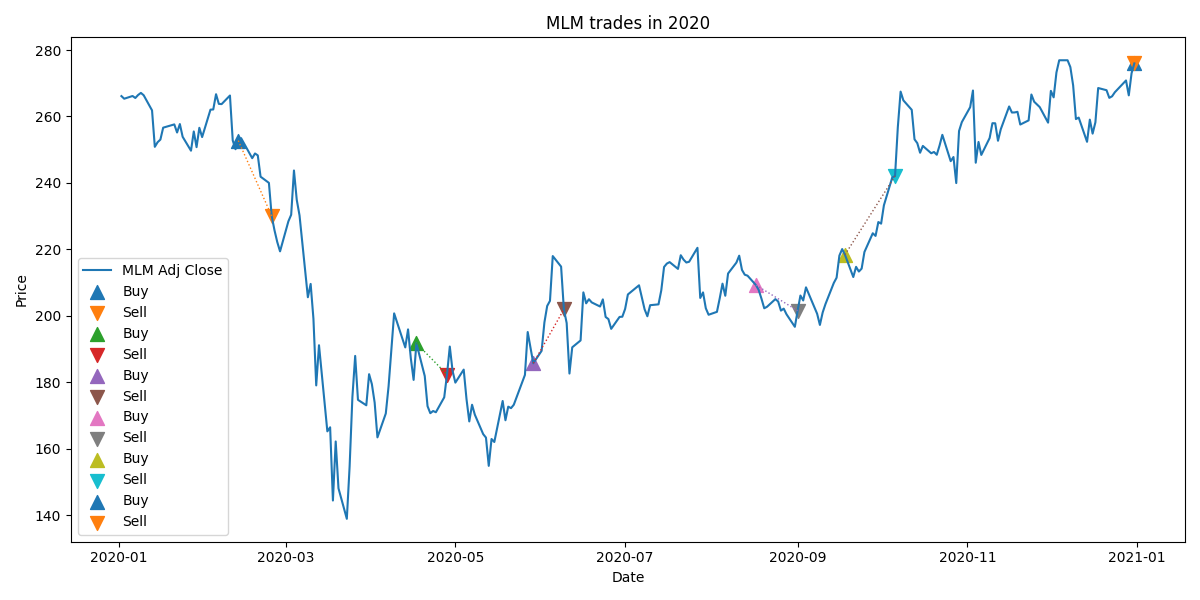 MLM trades in 2020
280
260
240
220
200
180
160
140
Price
MLM Adj Close
Buy
Sell
Buy
Sell
Buy
Sell
Buy
Sell
Buy
Sell
Buy
Sell
2020-01
2020-03
2020-05
2020-07
2020-09
2020-11
2021-01
Date